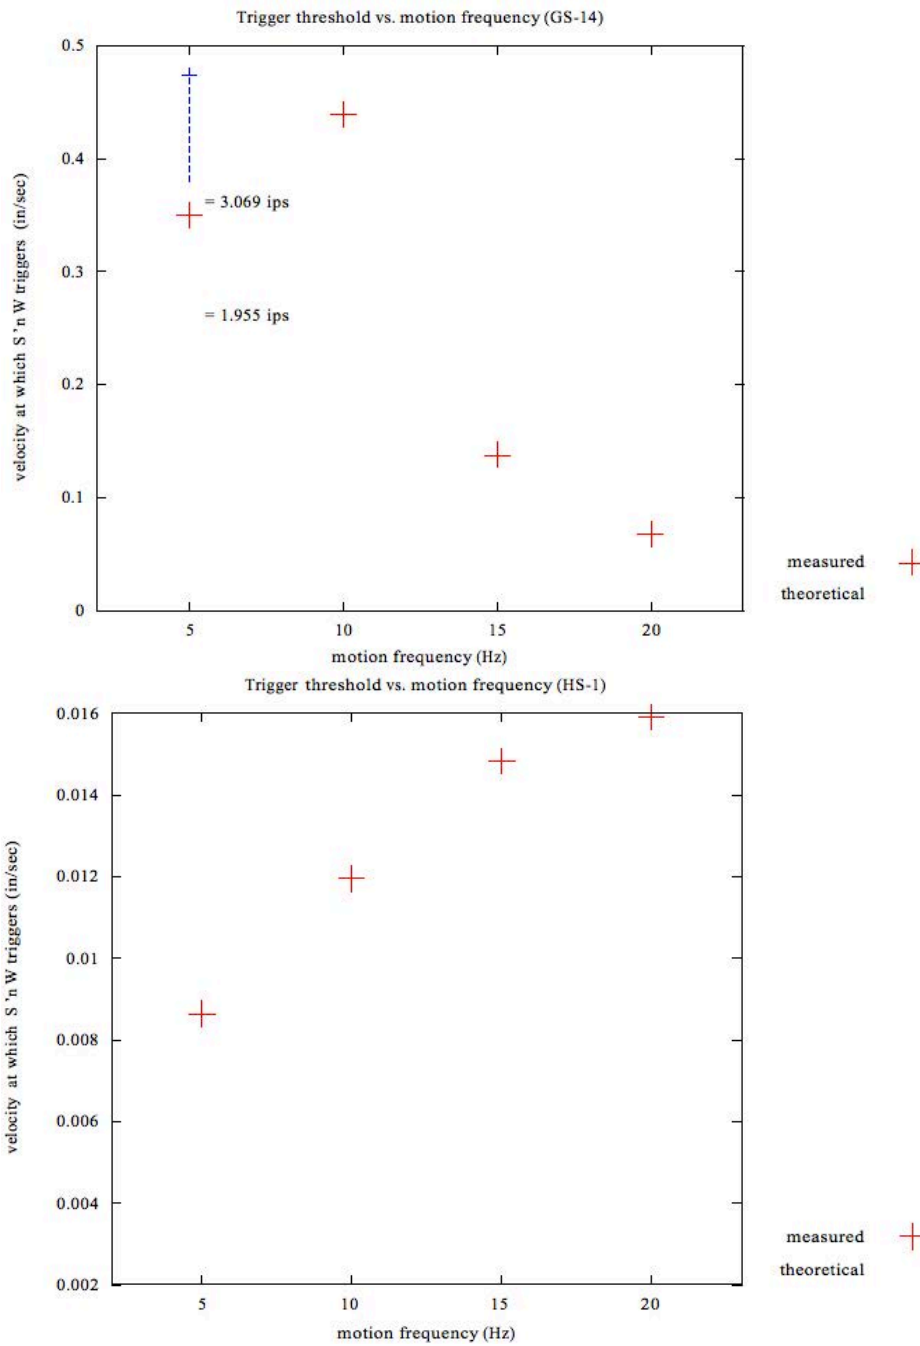 Trigger threshold vs. motion frequency (GS-14)
velocity at which S 'n W triggers (in/sec)
0.5
0.4
0.3
0.2
0.1
0
= 3.069 ips
= 1.955 ips
5
10
15
20
motion frequency (Hz)
measured
theoretical
Trigger threshold vs. motion frequency (HS-1)
velocity at which S 'n W triggers (in/sec)
0.016
0.014
0.012
0.01
0.008
0.006
0.004
0.002
5
10
15
20
motion frequency (Hz)
measured
theoretical